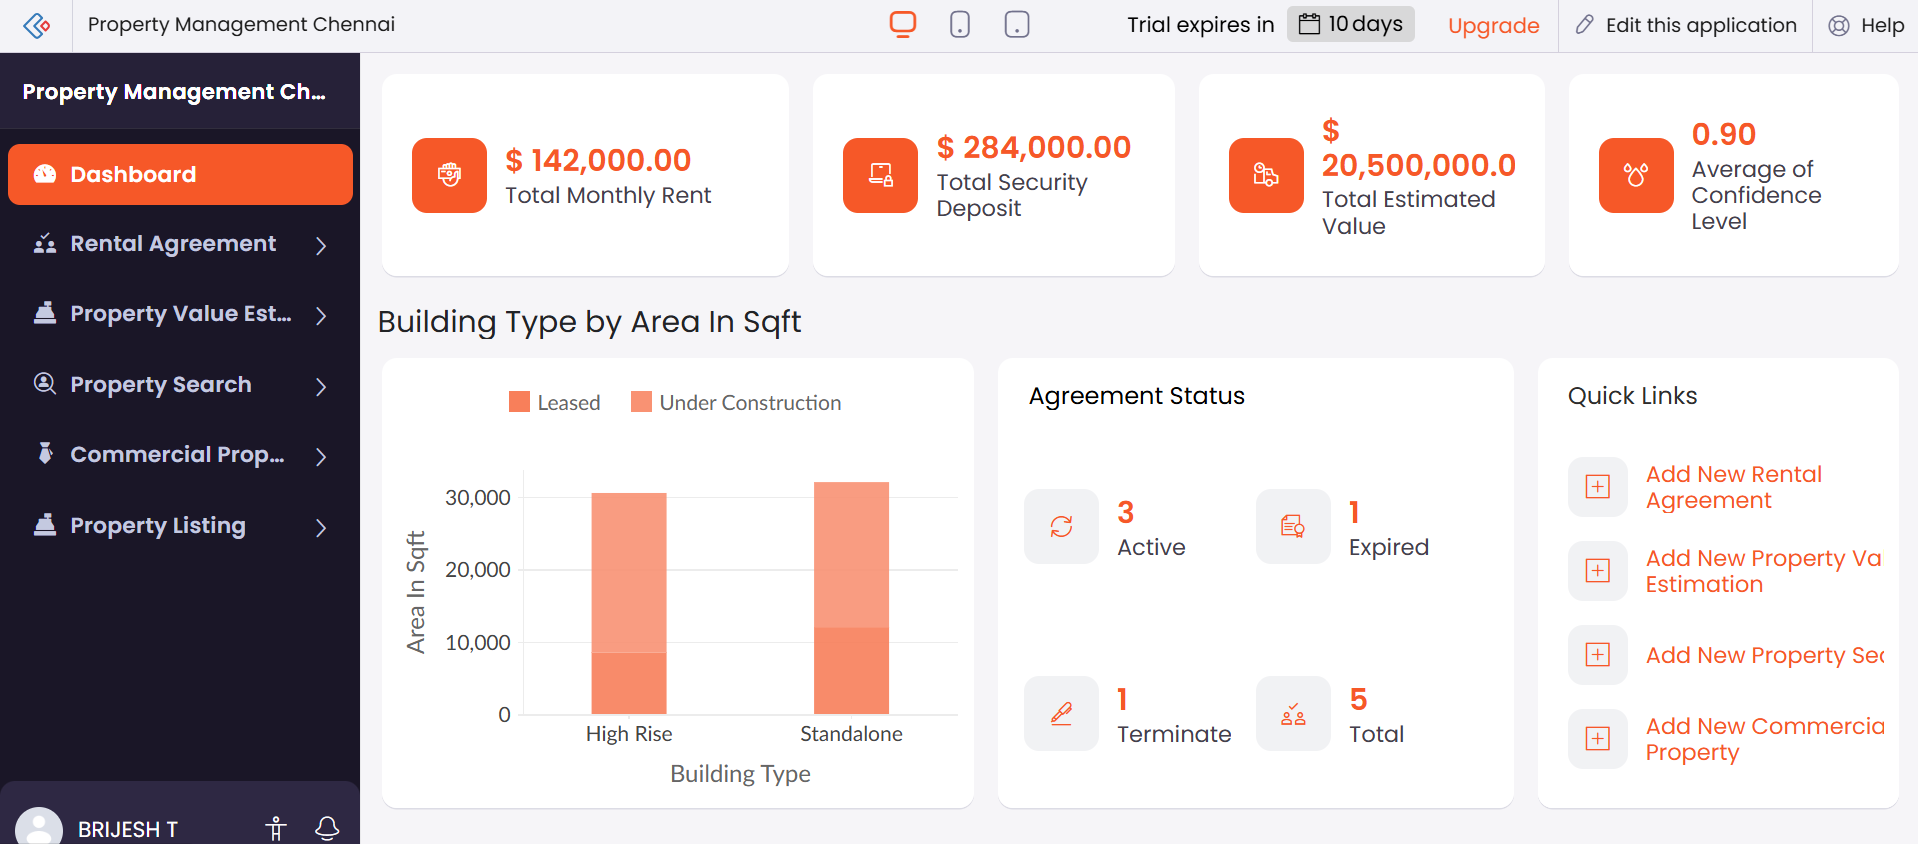 Property Management Chennai
Trial expires in
10 days
Upgrade
Edit this application
Help
Property Management Ch...
Dashboard
Rental Agreement
Property Value Est...
Property Search
Commercial Prop...
Property Listing
BRIJESH T
$ 142,000.00
Total Monthly Rent
$ 284,000.00
Total Security
Deposit
$
20,500,000.0
Total Estimated
Value
0.90
Average of
Confidence
Level
Building Type by Area In Sqft
Leased
Under Construction
Area In Sqft
30,000
20,000
10,000
0
High Rise
Standalone
Building Type
Agreement Status
3
Active
1
Expired
1
Terminate
5
Total
Quick Links
Add New Rental
Agreement
Add New Property Va
Estimation
Add New Property Sec
Add New Commercia
Property